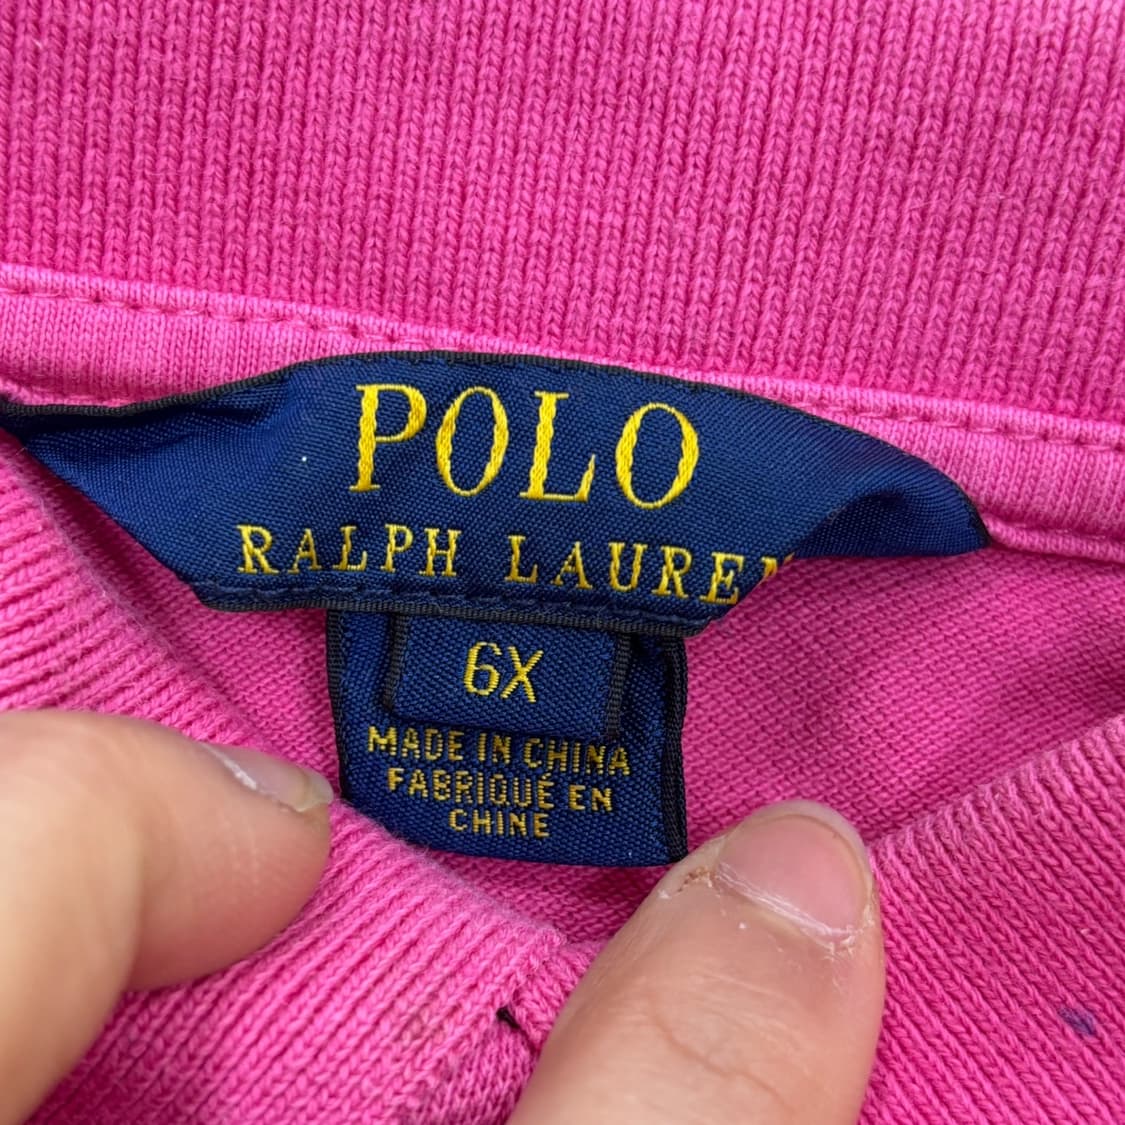 POLO
RALPH LAUREN
6X
MADE IN CHINA
FABRIQUÉ EN
CHINE